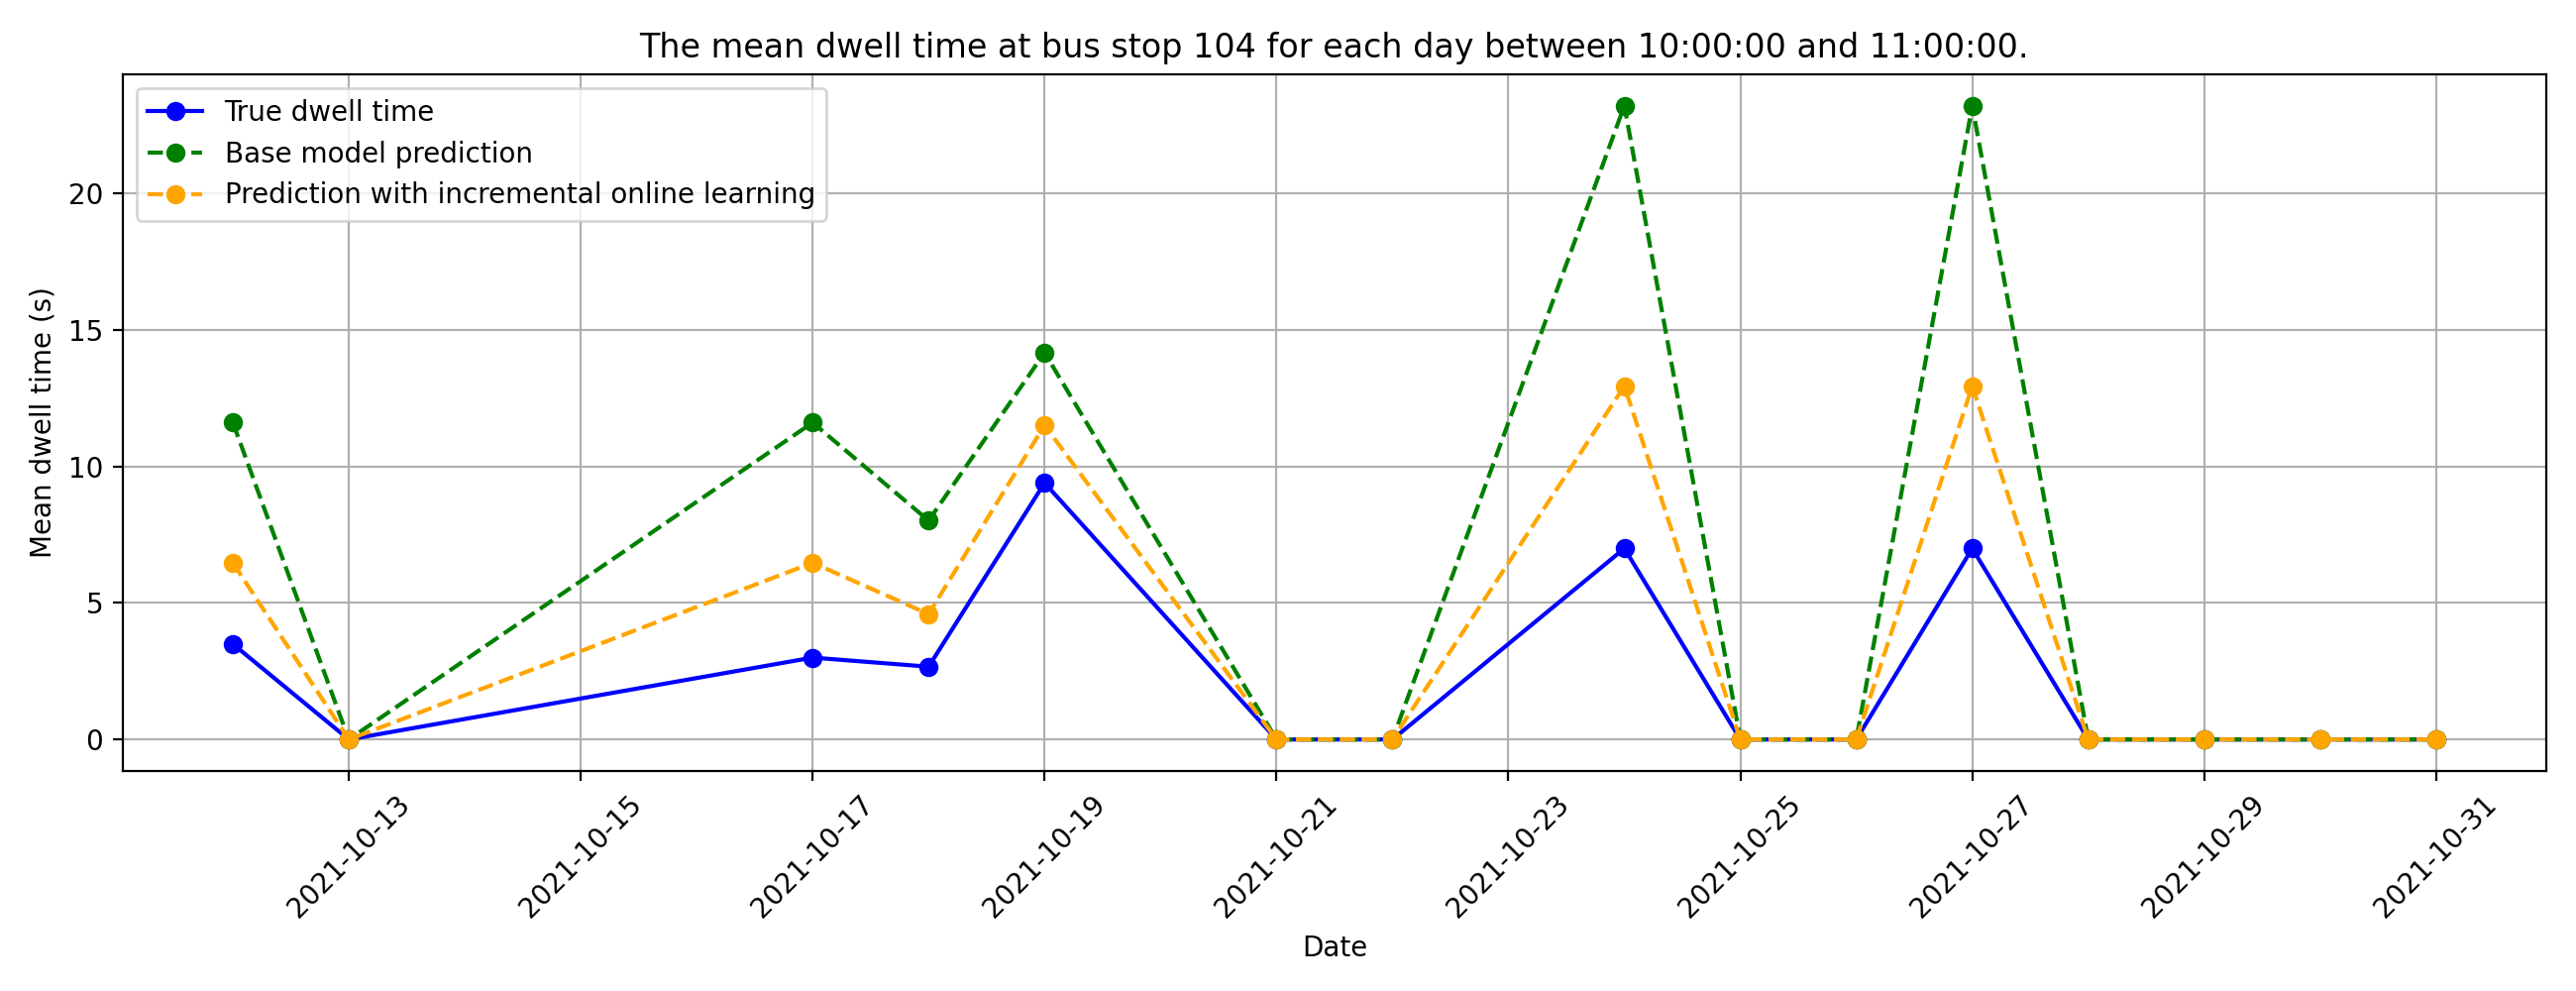 The mean dwell time at bus stop 104 for each day between 10:00:00 and 11:00:00.
True dwell time
Base model prediction
Prediction with incremental online learning
Mean dwell time (s)
20
15
10
5
0
2021-10-13
2021-10-15
2021-10-17
2021-10-19
2021-10-21
2021-10-23
2021-10-25
2021-10-27
2021-10-29
2021-10-31
Date